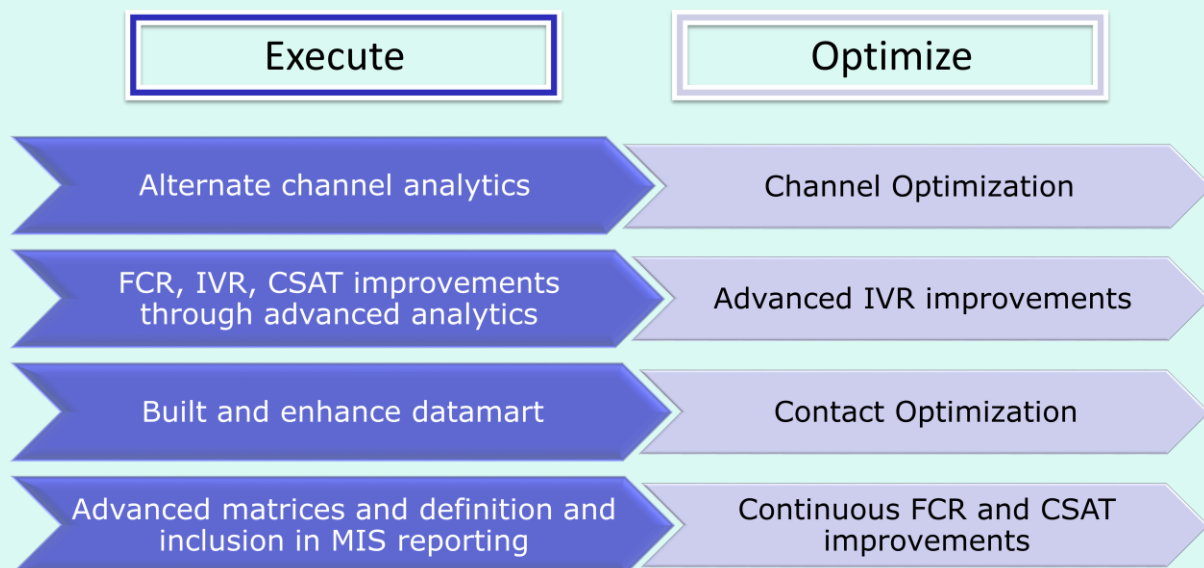 Execute
Optimize
Alternate channel analytics
Channel Optimization
FCR, IVR, CSAT improvements
through advanced analytics
Advanced IVR improvements
Built and enhance datamart
Contact Optimization
Advanced matrices and definition and
inclusion in MIS reporting
Continuous FCR and CSAT
improvements